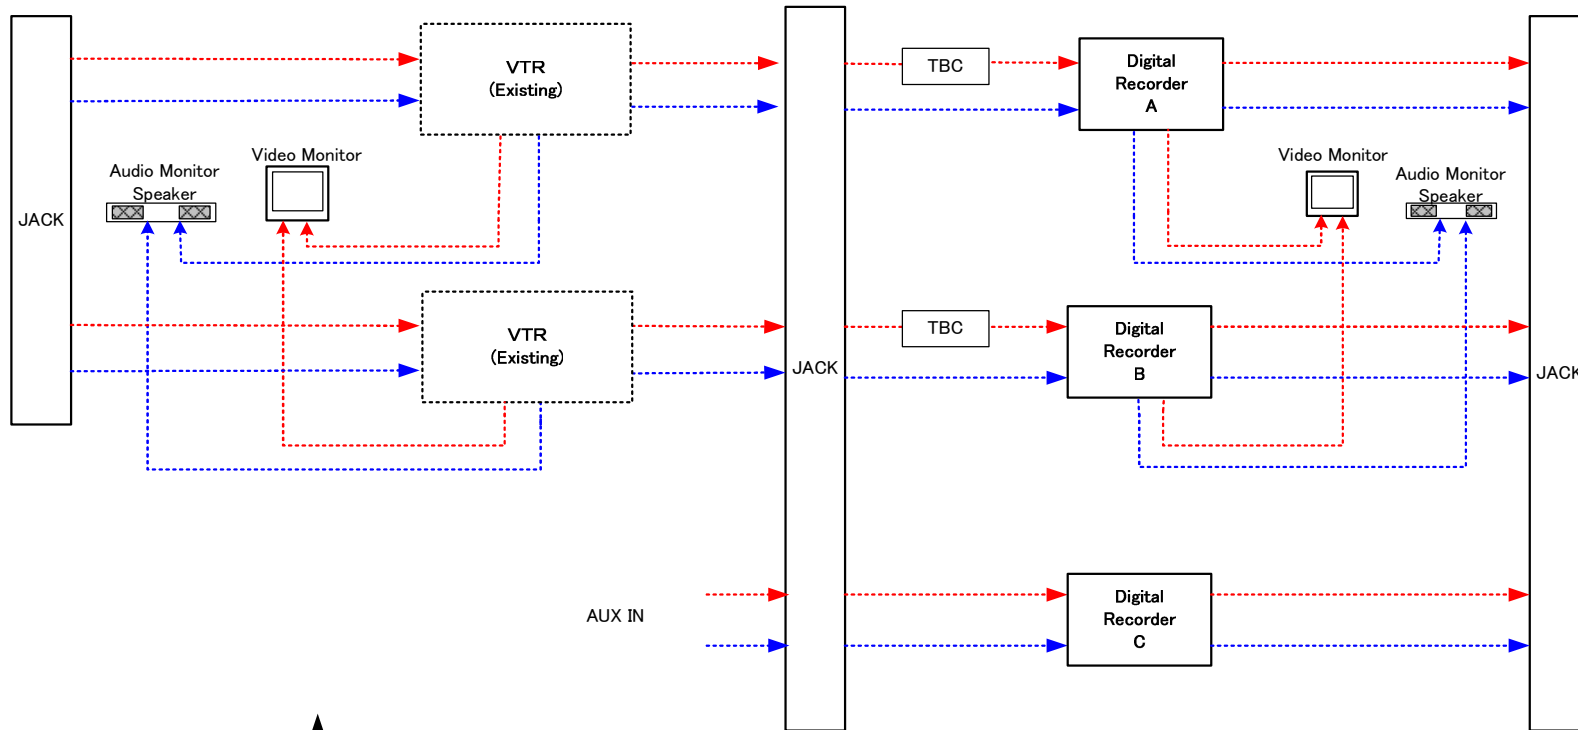 JACK
VTR
(Existing)
Audio Monitor
Speaker
Video Monitor
VTR
(Existing)
AUX IN
JACK
TBC
Digital
Recorder
A
Video Monitor
Audio Monitor
Speaker
TBC
Digital
Recorder
B
Digital
Recorder
C
JACK